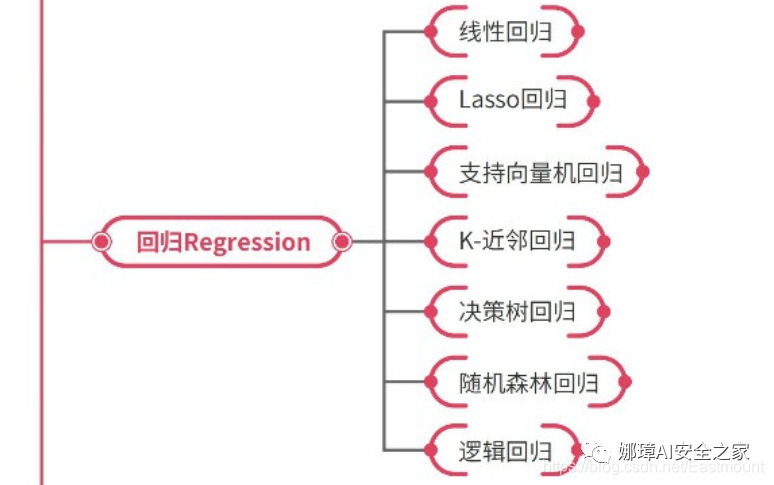 线性回归
Lasso回归
支持向量机回归
回归Regression
K-近邻回归
决策树回归
随机森林回归
逻辑回归
娜璋AI安全之家
https://blog.csdn.net/Eastmount